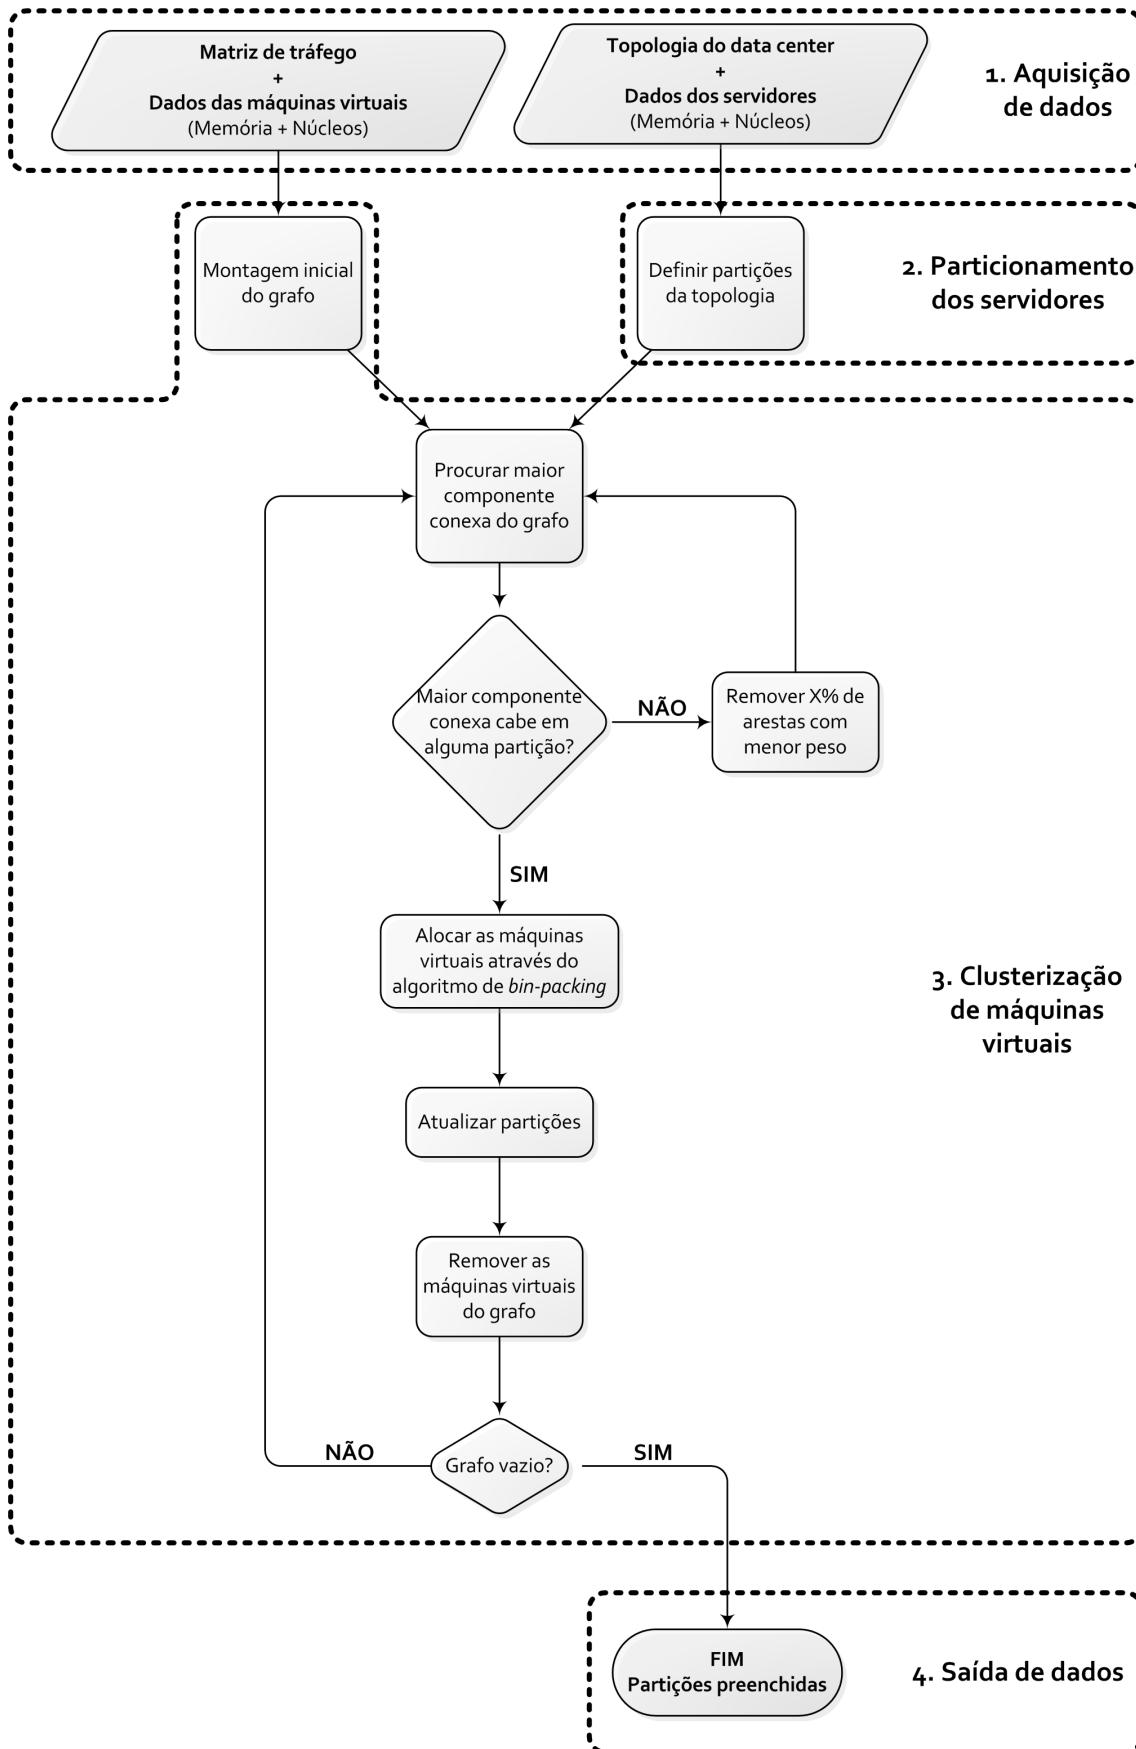 Matriz de tráfego
+
Dados das máquinas virtuais
(Memória + Núcleos)
Topologia do data center
+
Dados dos servidores
(Memória + Núcleos)
1. Aquisição
de dados
Montagem inicial
do grafo
Definir partições
da topologia
2. Particionamento
dos servidores
Procurar maior
componente
conexa do grafo
Maior componente
conexa cabe em
alguma partição?
NÃO
Remover X% de
arestas com
menor peso
SIM
Alocar as máquinas
virtuais através do
algoritmo de bin-packing
3. Clusterização
de máquinas
virtuais
Atualizar partições
Remover as
máquinas virtuais
do grafo
NÃO
Grafo vazio?
SIM
FIM
Partições preenchidas
4. Saída de dados